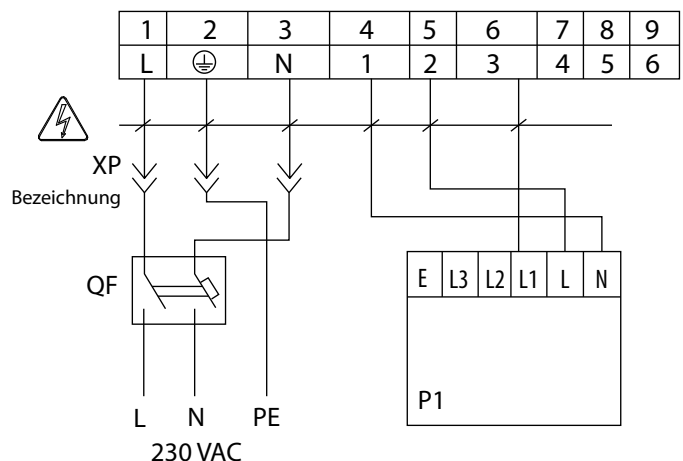 1 2 3 4 5 6 7 8 9
L N 1 2 3 4 5 6
XP
Bezeichnung
QF
E L3 L2 L1 L N
P1
L N PE
230 VAC